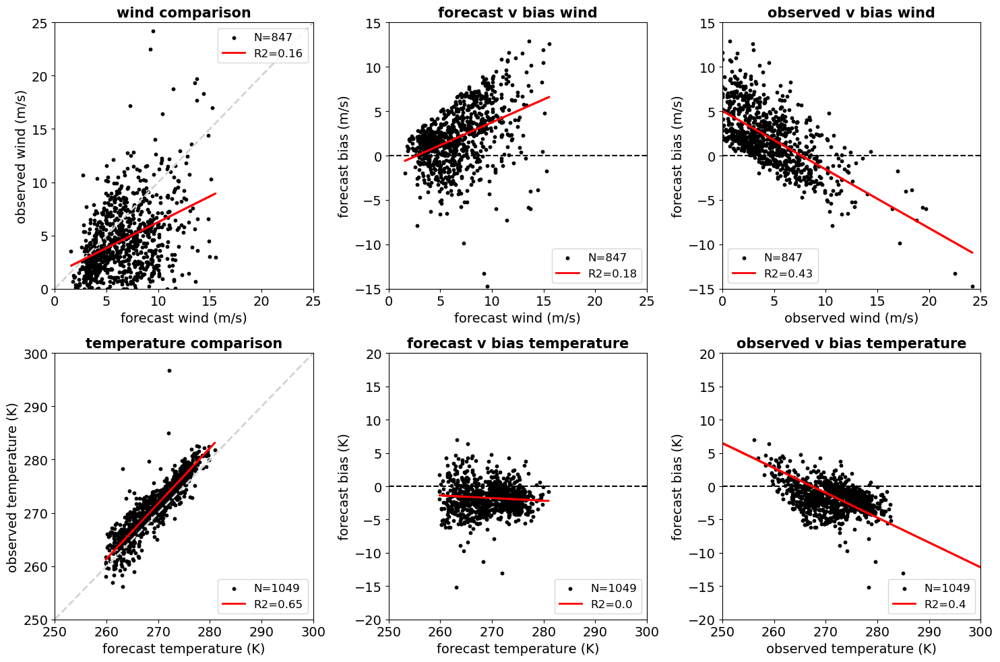 wind comparison
25
20
15
10
5
0
observed wind (m/s)
N=847
R2=0.16
0 5 10 15 20 25
forecast wind (m/s)
forecast v bias wind
15
10
5
0
−5
−10
−15
forecast bias (m/s)
N=847
R2=0.18
0 5 10 15 20 25
forecast wind (m/s)
observed v bias wind
15
10
5
0
−5
−10
−15
forecast bias (m/s)
N=847
R2=0.43
0 5 10 15 20 25
observed wind (m/s)
temperature comparison
300
290
280
270
260
250
observed temperature (K)
N=1049
R2=0.65
250 260 270 280 290 300
forecast temperature (K)
forecast v bias temperature
20
15
10
5
0
−5
−10
−15
−20
forecast bias (K)
N=1049
R2=0.0
250 260 270 280 290 300
forecast temperature (K)
observed v bias temperature
20
15
10
5
0
−5
−10
−15
−20
forecast bias (K)
N=1049
R2=0.4
250 260 270 280 290 300
observed temperature (K)